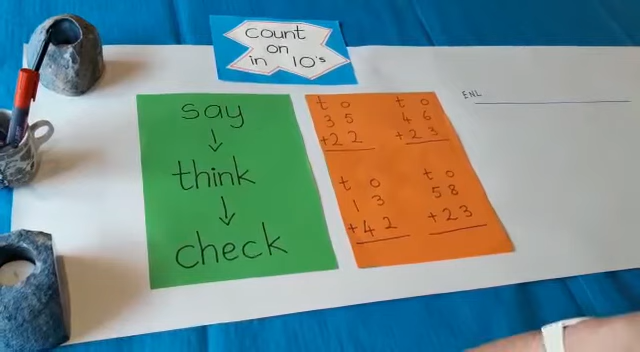 count
on
in 10's
say
↓
think
↓
check
t o
3 5
+2 2
t o
4 6
+2 3
t o
1 3
+4 2
t o
5 8
+2 3
ENL